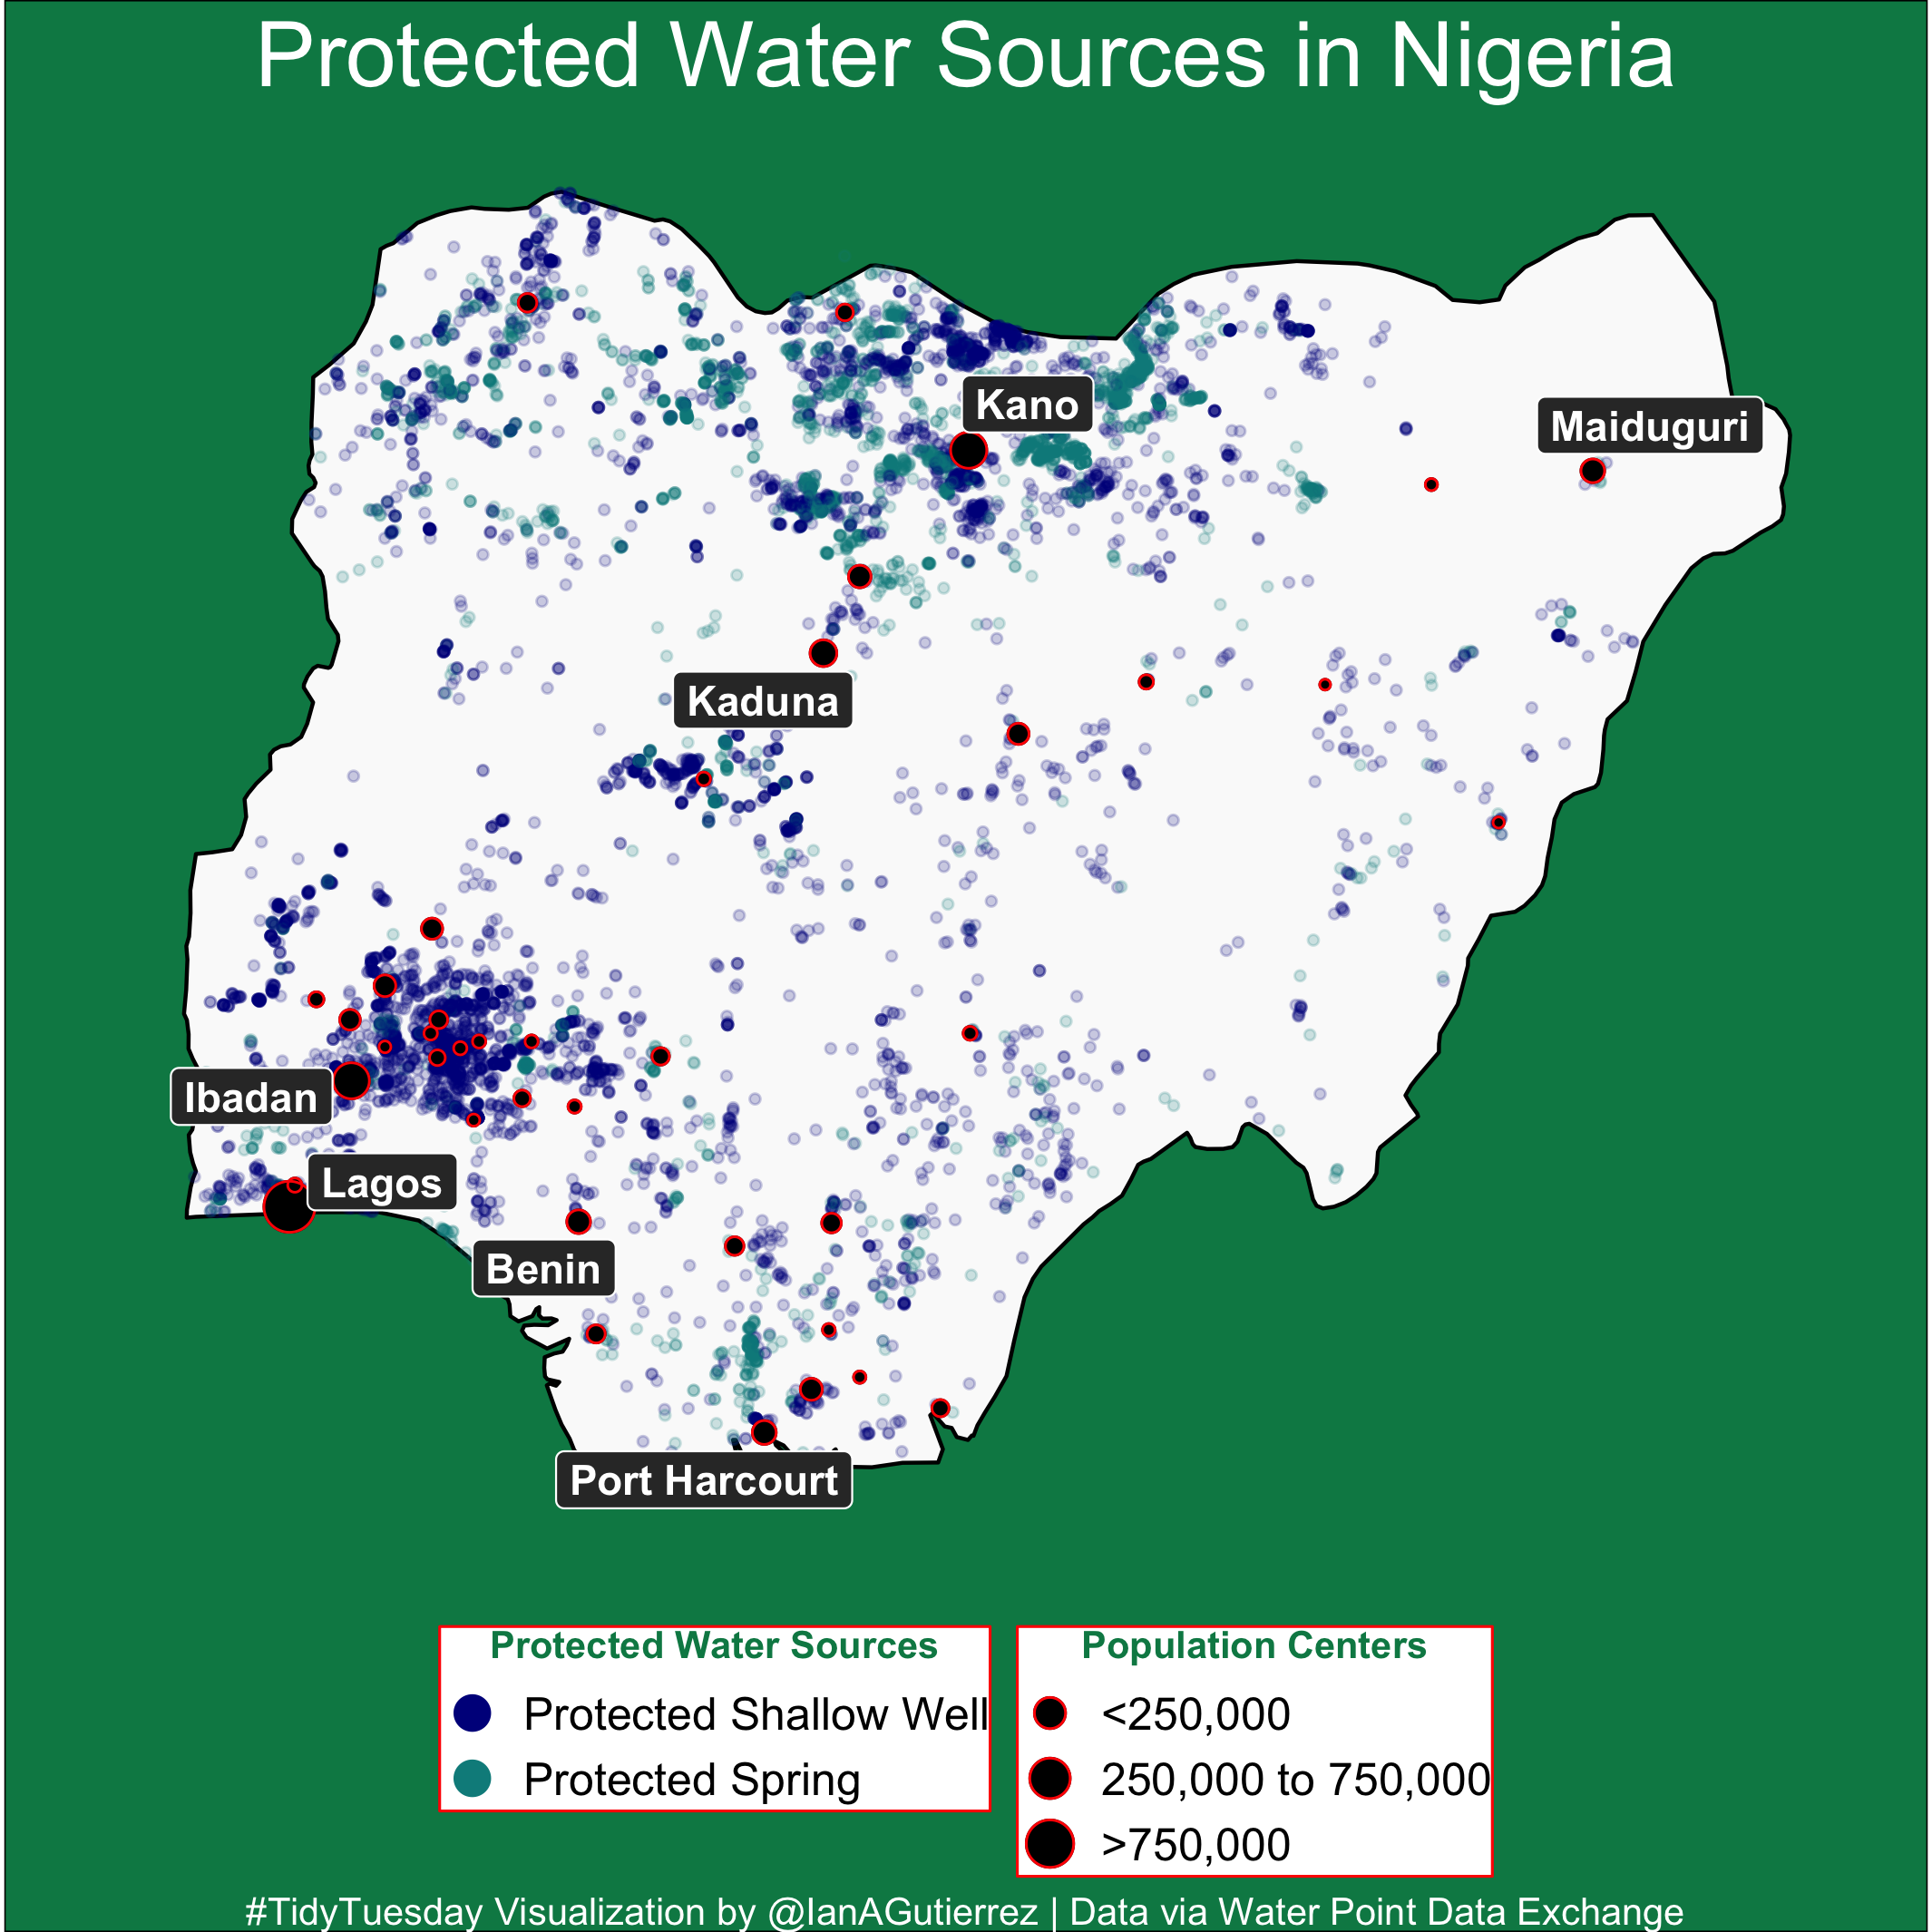 Protected Water Sources in Nigeria
Kano
Maiduguri
Kaduna
Ibadan
Lagos
Benin
Port Harcourt
Protected Water Sources
Protected Shallow Well
Protected Spring
Population Centers
<250,000
250,000 to 750,000
>750,000
#TidyTuesday Visualization by @IanAGutierrez | Data via Water Point Data Exchange